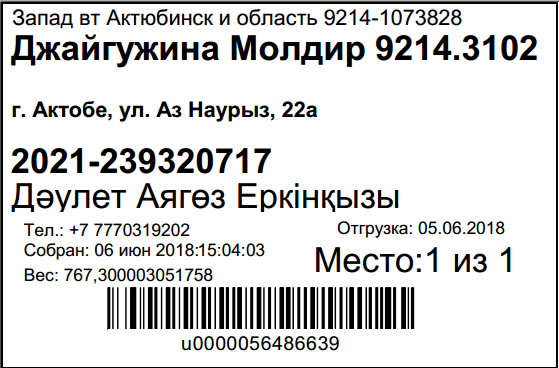 Запад вт Актюбинск и область 9214-1073828
Джайгужина Молдир 9214.3102
г. Актобе, ул. Аз Наурыз, 22а
2021-239320717
Дәулет Аягөз Еркінқызы
Тел.: +7 7770319202
Отгрузка: 05.06.2018
Собран: 06 июн 2018:15:04:03
Место:1 из 1
Вес: 767,300003051758
u0000056486639